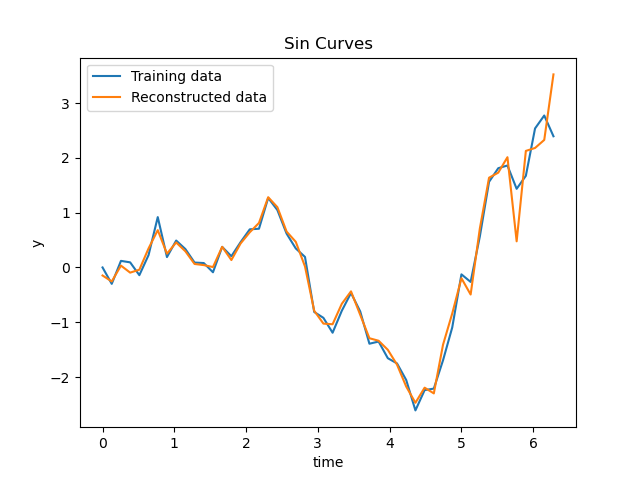 Sin Curves
Training data
Reconstructed data
3
2
1
0
−1
−2
y
0 1 2 3 4 5 6
time